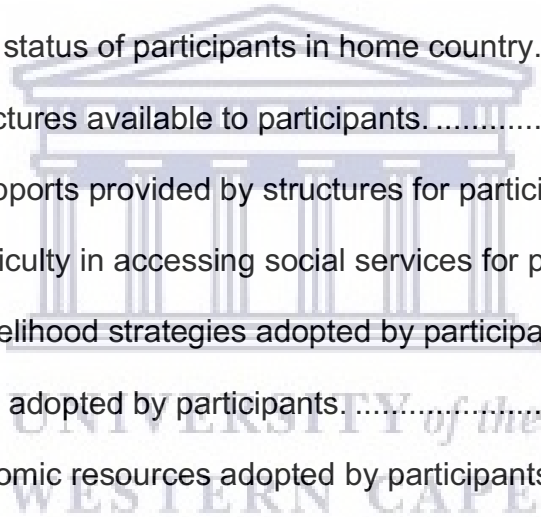 status of participants in home country.
ctures available to participants. .............
pports provided by structures for partici
iculty in accessing social services for p
elihood strategies adopted by participa
adopted by participants. ......................
UNIVERSITY of the
omic resources adopted by participants
WESTERN CAPE